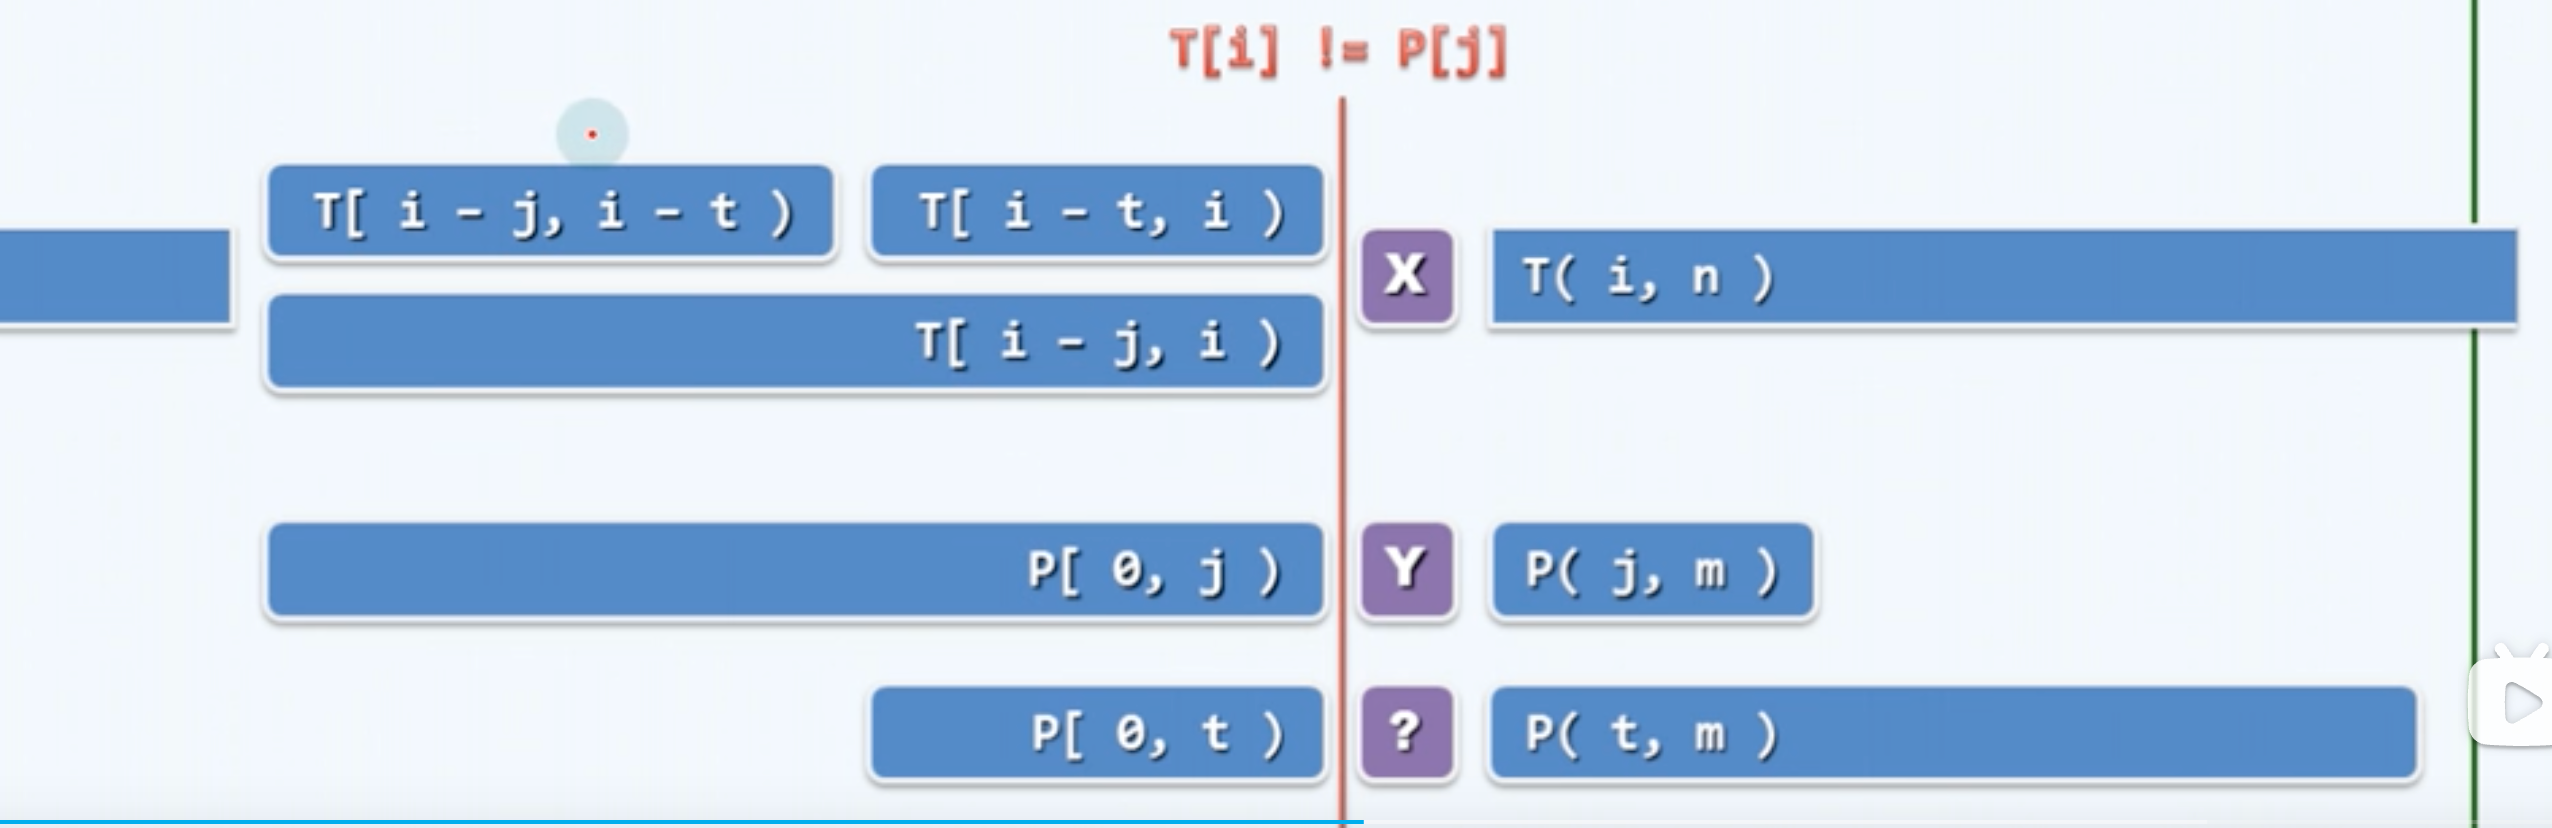 T[i] != P[j]
T[ i - j, i - t ) T[ i - t, i )
X T( i, n )
T[ i - j, i )
P[ 0, j ) Y P( j, m )
P[ 0, t ) ? P( t, m )